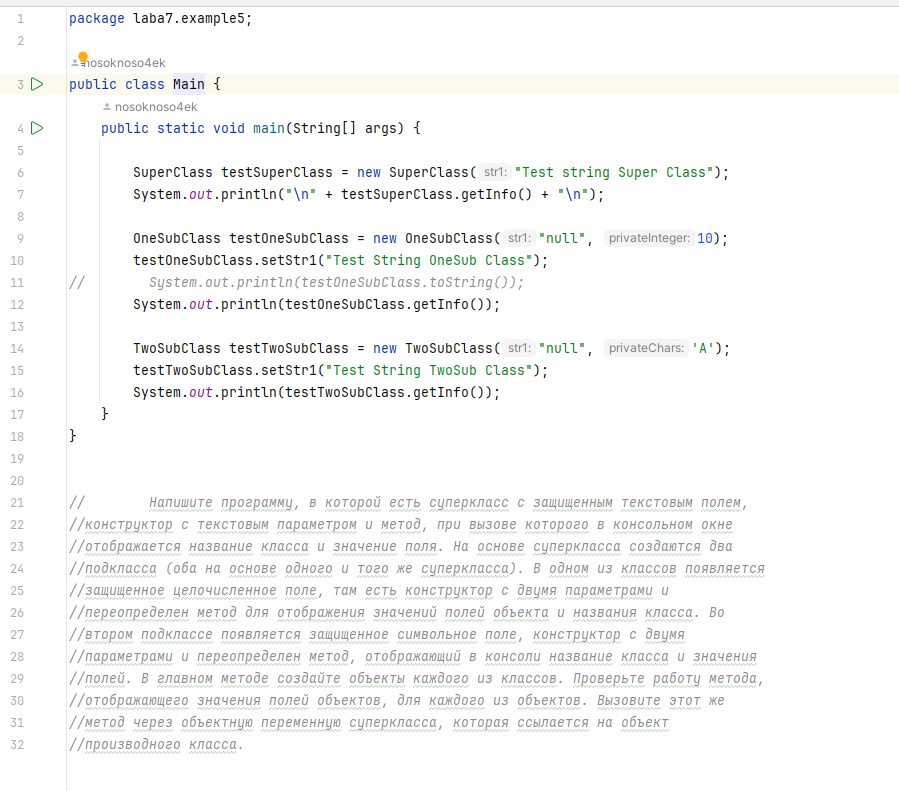 1 package laba7.example5;
2
nosoknoso4ek
3 public class Main {
nosoknoso4ek
4 public static void main(String[] args) {
5
6 SuperClass testSuperClass = new SuperClass( str1: "Test string Super Class");
7 System.out.println("\n" + testSuperClass.getInfo() + "\n");
8
9 OneSubClass testOneSubClass = new OneSubClass( str1: "null", privateInteger: 10);
10 testOneSubClass.setStr1("Test String OneSub Class");
11 // System.out.println(testOneSubClass.toString());
12 System.out.println(testOneSubClass.getInfo());
13
14 TwoSubClass testTwoSubClass = new TwoSubClass( str1: "null", privateChars: 'A');
15 testTwoSubClass.setStr1("Test String TwoSub Class");
16 System.out.println(testTwoSubClass.getInfo());
17 }
18 }
19
20
21 // Напишите программу, в которой есть суперкласс с защищенным текстовым полем,
22 //конструктор с текстовым параметром и метод, при вызове которого в консольном окне
23 //отображается название класса и значение поля. На основе суперкласса создаются два
24 //подкласса (оба на основе одного и того же суперкласса). В одном из классов появляется
25 //защищенное целочисленное поле, там есть конструктор с двумя параметрами и
26 //переопределен метод для отображения значений полей объекта и названия класса. Во
27 //втором подклассе появляется защищенное символьное поле, конструктор с двумя
28 //параметрами и переопределен метод, отображающий в консоли название класса и значения
29 //полей. В главном методе создайте объекты каждого из классов. Проверьте работу метода,
30 //отображающего значения полей объектов, для каждого из объектов. Вызовите этот же
31 //метод через объектную переменную суперкласса, которая ссылается на объект
32 //производного класса.